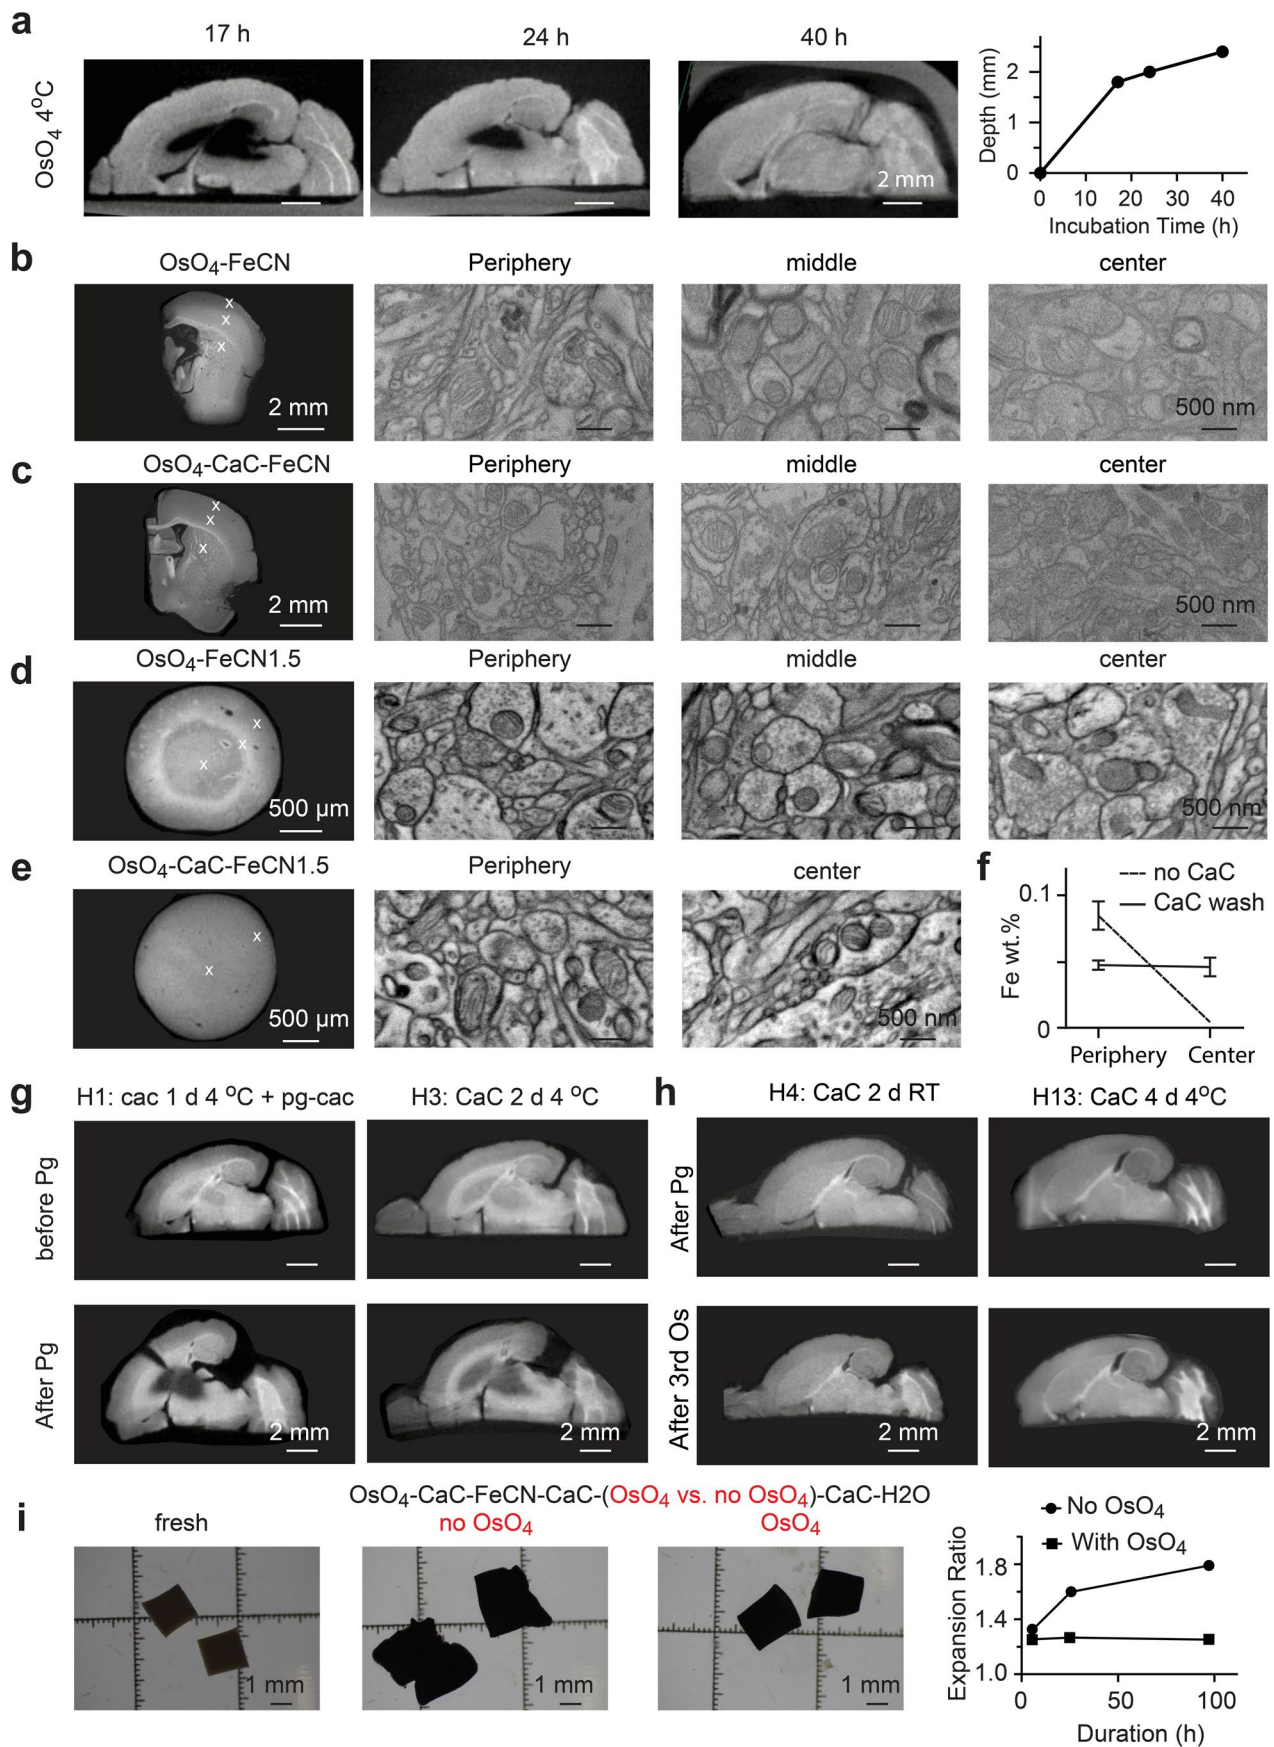 a
17 h
24 h
40 h
OsO4 4oC
2 mm
Depth (mm)
2
1
0
0 10 20 30 40
Incubation Time (h)
b
OsO4-FeCN
Periphery
middle
center
x
x
x
2 mm
500 nm
c
OsO4-CaC-FeCN
Periphery
middle
center
x
x
x
2 mm
500 nm
d
OsO4-FeCN1.5
Periphery
middle
center
x
x
x
500 µm
500 nm
e
OsO4-CaC-FeCN1.5
Periphery
center
x
x
500 µm
500 nm
f
no CaC
CaC wash
Fe wt.%
0.1
0
Periphery Center
g
H1: cac 1 d 4 oC + pg-cac
H3: CaC 2 d 4 oC
before Pg
After Pg
2 mm
2 mm
h
H4: CaC 2 d RT
H13: CaC 4 d 4oC
After Pg
After 3rd Os
2 mm
2 mm
i
OsO4-CaC-FeCN-CaC-(OsO4 vs. no OsO4)-CaC-H2O
fresh
no OsO4
OsO4
1 mm
1 mm
1 mm
No OsO4
With OsO4
Expansion Ratio
1.8
1.4
1.0
0 50 100
Duration (h)